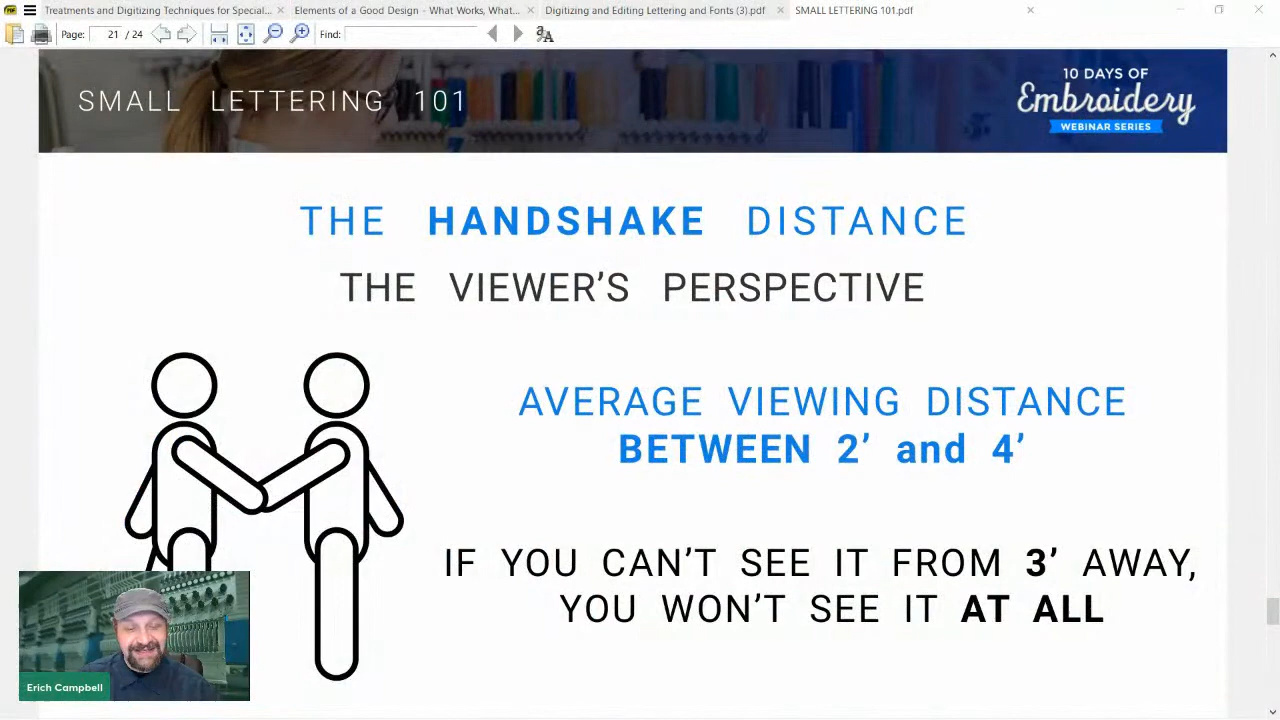 Treatments and Digitizing Techniques for Special...
Elements of a Good Design - What Works, What...
Digitizing and Editing Lettering and Fonts(3).pdf
SMALL LETTERING 101.pdf
Page: 21 / 24 Find:
SMALL LETTERING 101
10 DAYS OF
Embroidery
WEBINAR SERIES
THE HANDSHAKE DISTANCE
THE VIEWER’S PERSPECTIVE
AVERAGE VIEWING DISTANCE
BETWEEN 2’ and 4’
IF YOU CAN’T SEE IT FROM 3’ AWAY,
YOU WON’T SEE IT AT ALL
Erich Campbell